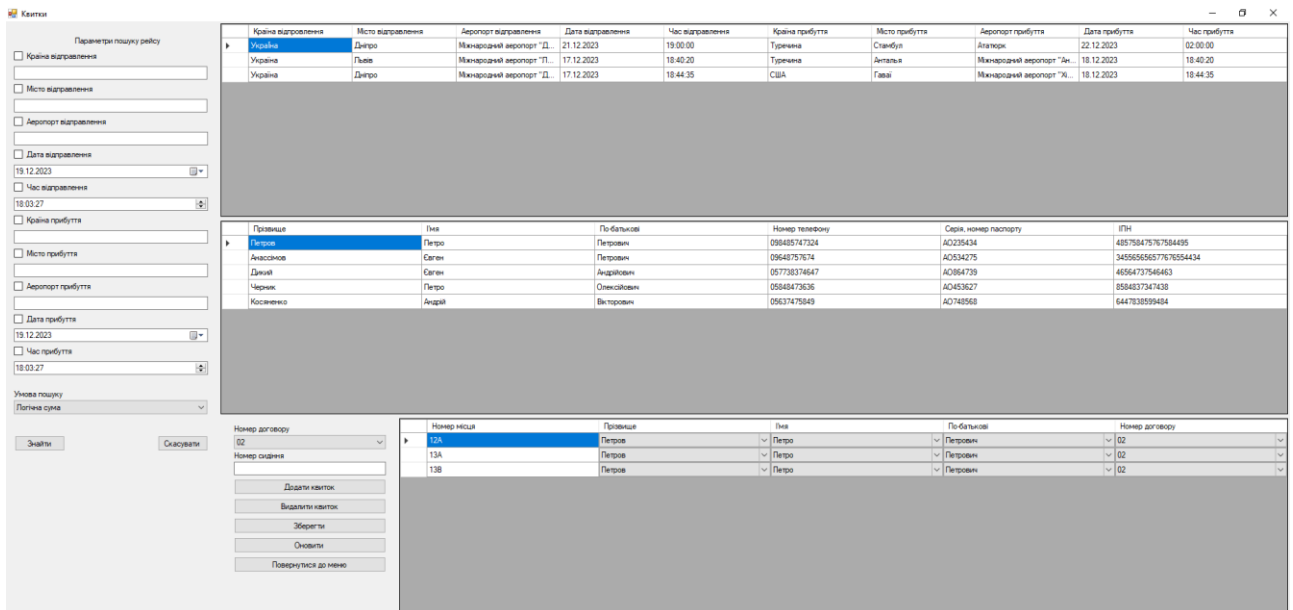 Квитки
Параметри пошуку рейсу
Країна відправлення
Місто відправлення
Аеропорт відправлення
Дата відправлення
19.12.2023
Час відправлення
18:03:27
Країна прибуття
Місто прибуття
Аеропорт прибуття
Дата прибуття
19.12.2023
Час прибуття
18:03:27
Умова пошуку
Логічна сума
Знайти Скасувати
Країна відпровлення Місто відправлення Аеропорт відправлення Дата відправлення Час відправлення Країна прибуття Місто прибуття Аеропорт прибуття Дата прибуття Час прибуття
Україна Дніпро Міжнародний аеропорт "Д... 21.12.2023 19:00:00 Туреччина Стамбул Ататюрк 22.12.2023 02:00:00
Україна Львів Міжнародний аеропорт "Л... 17.12.2023 18:40:20 Туреччина Анталья Міжнародний аеропорт "Ан... 18.12.2023 18:40:20
Україна Дніпро Міжнародний аеропорт "Д... 17.12.2023 18:44:35 США Гаваї Міжнародний аеропорт "Хі... 18.12.2023 18:44:35
Прізвище Ім'я По-батькові Номер телефону Серія, номер паспорту ІПН
Петров Петро Петрович 098485747324 АО235434 485758475767584495
Анассімов Євген Петрович 09648757674 АО534275 345565656577676554434
Дикий Євген Андрійович 057738374647 АО864739 46564737546463
Черник Петро Олексійович 05848473636 АО453627 8584837347438
Косяненко Андрій Вікторович 05637475849 АО748568 6447838599484
Номер договору
02
Номер сидіння
Додати квиток
Видалити квиток
Зберегти
Оновити
Повернутися до меню
Номер місця Прізвище Ім'я По-батькові Номер договору
12А Петров Петро Петрович 02
13А Петров Петро Петрович 02
13В Петров Петро Петрович 02